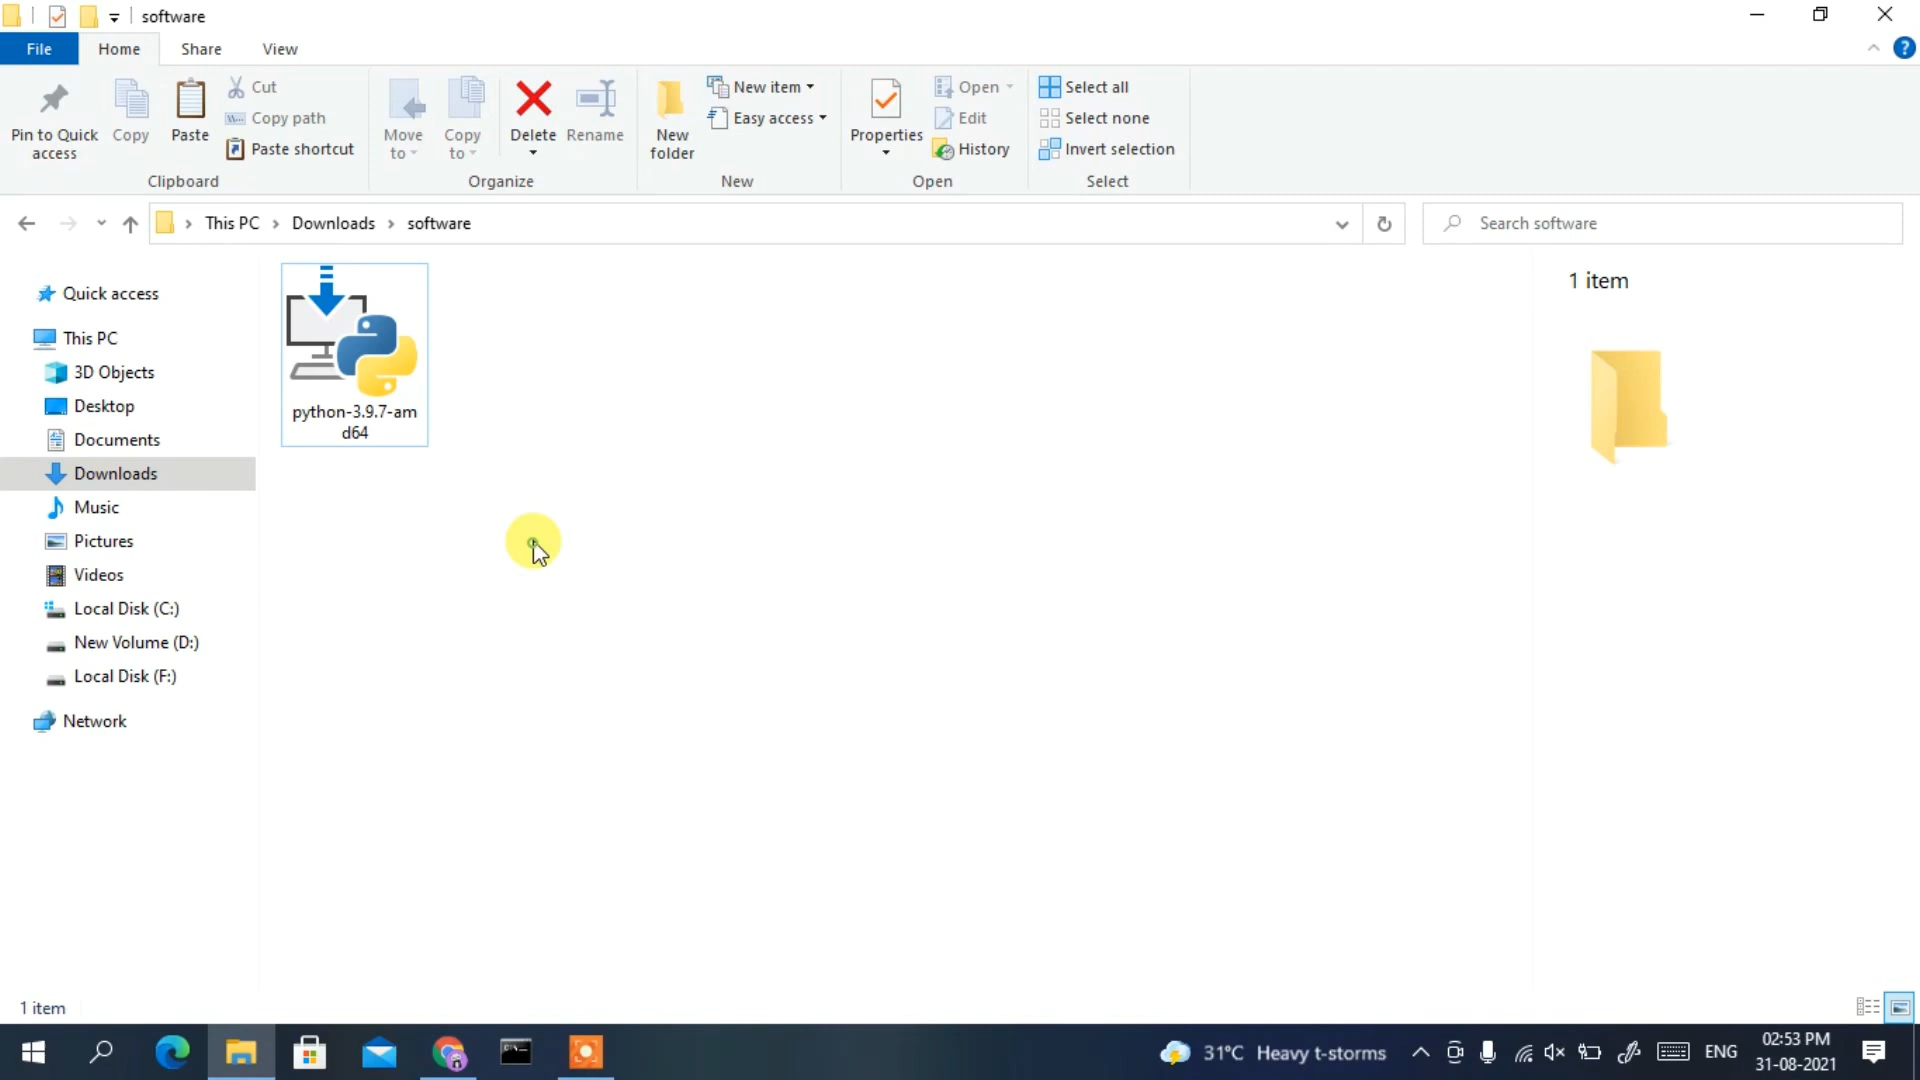 software
File Home Share View
Pin to Quick access
Copy
Paste
Cut
Copy path
Paste shortcut
Clipboard
Move to
Copy to
Delete
Rename
Organize
New folder
New item
Easy access
New
Properties
Open
Edit
History
Open
Select all
Select none
Invert selection
Select
This PC > Downloads > software
Search software
Quick access
This PC
3D Objects
Desktop
Documents
Downloads
Music
Pictures
Videos
Local Disk (C:)
New Volume (D:)
Local Disk (F:)
Network
python-3.9.7-am
d64
1 item
1 item
31°C Heavy t-storms
ENG
02:53 PM
31-08-2021